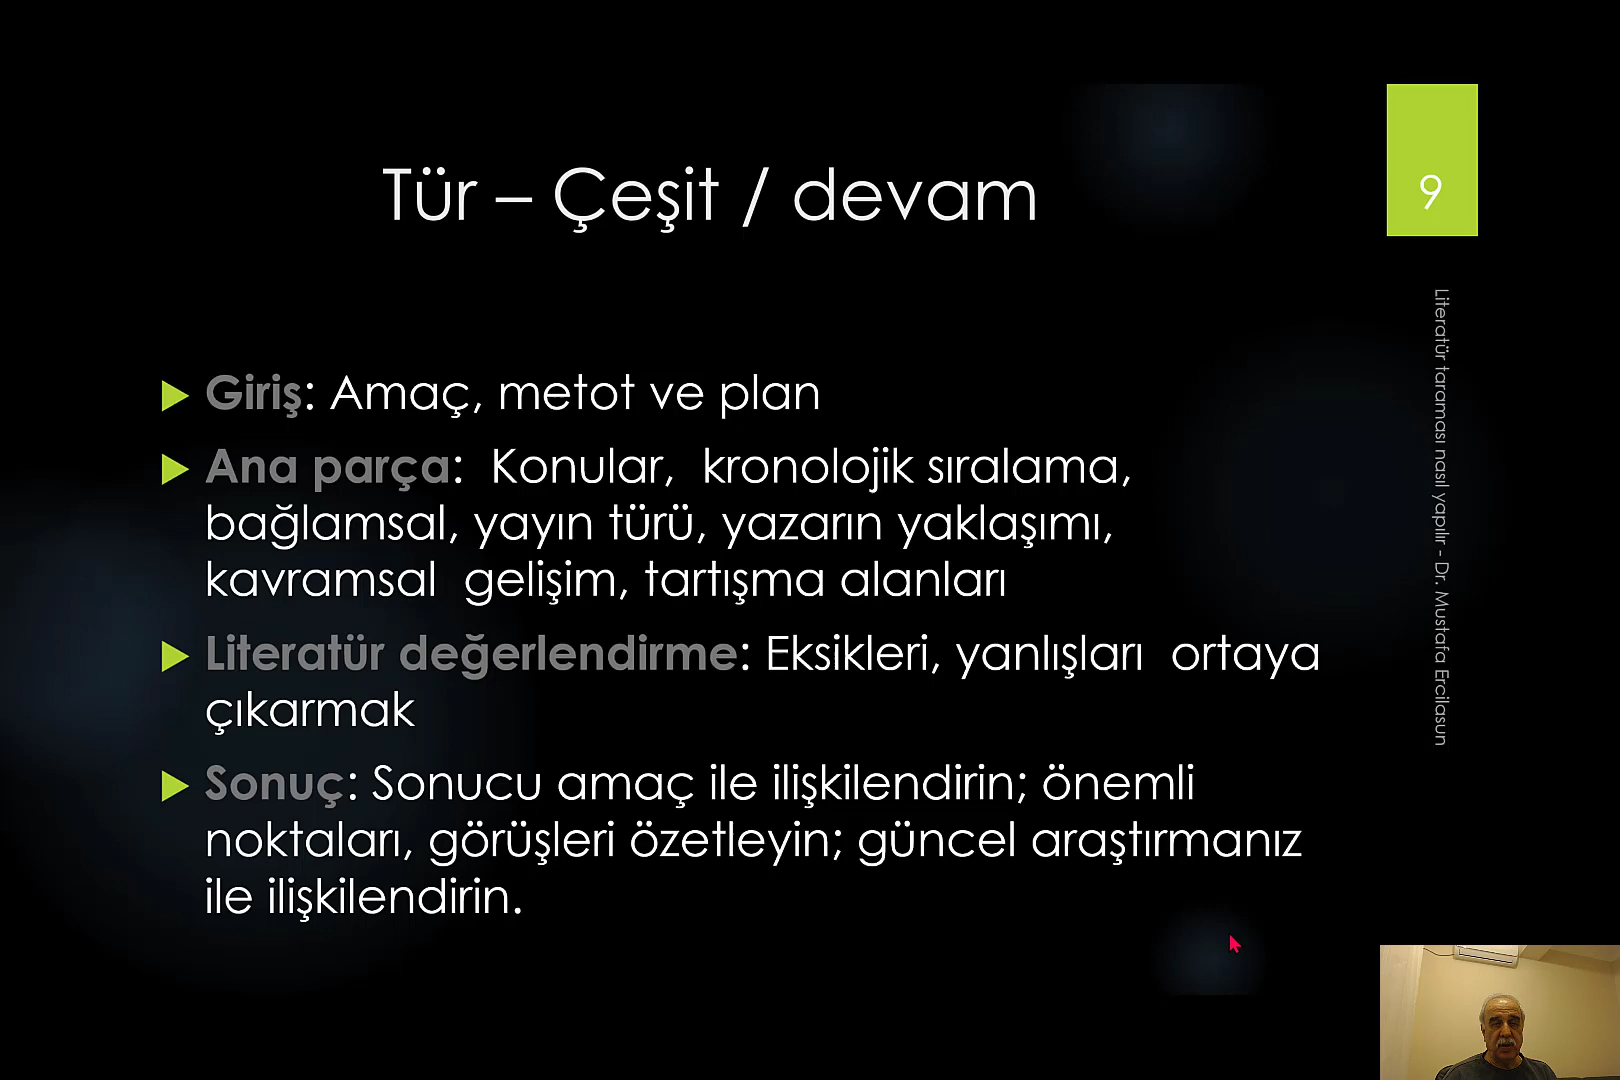 Tür – Çeşit / devam
9
Giriş: Amaç, metot ve plan
Ana parça: Konular, kronolojik sıralama,
bağlamsal, yayın türü, yazarın yaklaşımı,
kavramsal gelişim, tartışma alanları
Literatür değerlendirme: Eksikleri, yanlışları ortaya
çıkarmak
Sonuç: Sonucu amaç ile ilişkilendirin; önemli
noktaları, görüşleri özetleyin; güncel araştırmanız
ile ilişkilendirin.
Literatür taraması nasıl yapılır - Dr. Mustafa Ercilasun